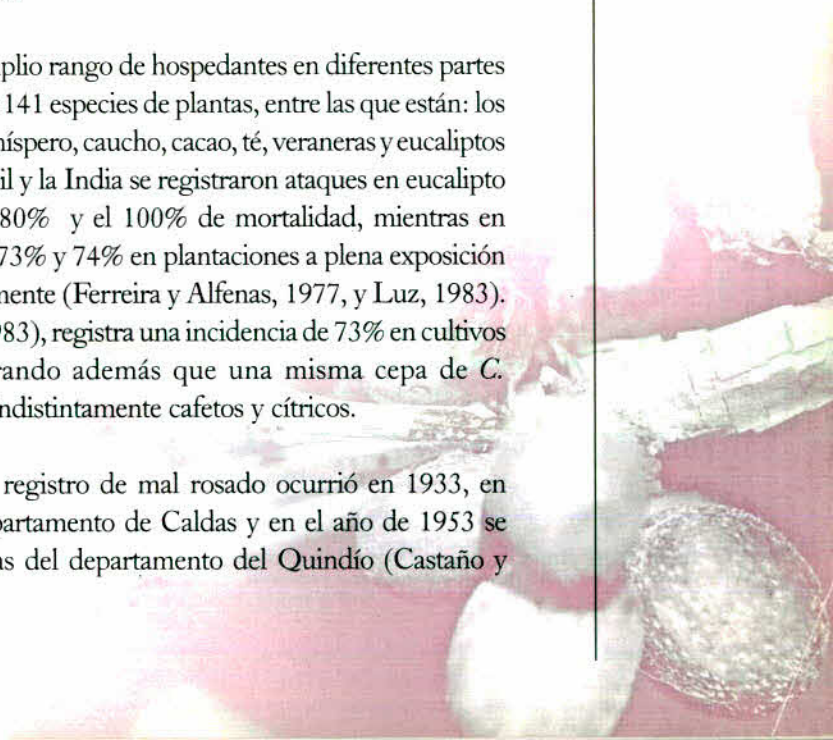 plio rango de hospedantes en diferentes partes
141 especies de plantas, entre las que están: los
níspero, caucho, cacao, té, veraneras y eucaliptos
il y la India se registraron ataques en eucalipto
80% y el 100% de mortalidad, mientras en
73% y 74% en plantaciones a plena exposición
mente (Ferreira y Alfenas, 1977, y Luz, 1983).
983), registra una incidencia de 73% en cultivos
rando además que una misma cepa de C.
indistintamente cafetos y cítricos.
registro de mal rosado ocurrió en 1933, en
partamento de Caldas y en el año de 1953 se
as del departamento del Quindío (Castaño y